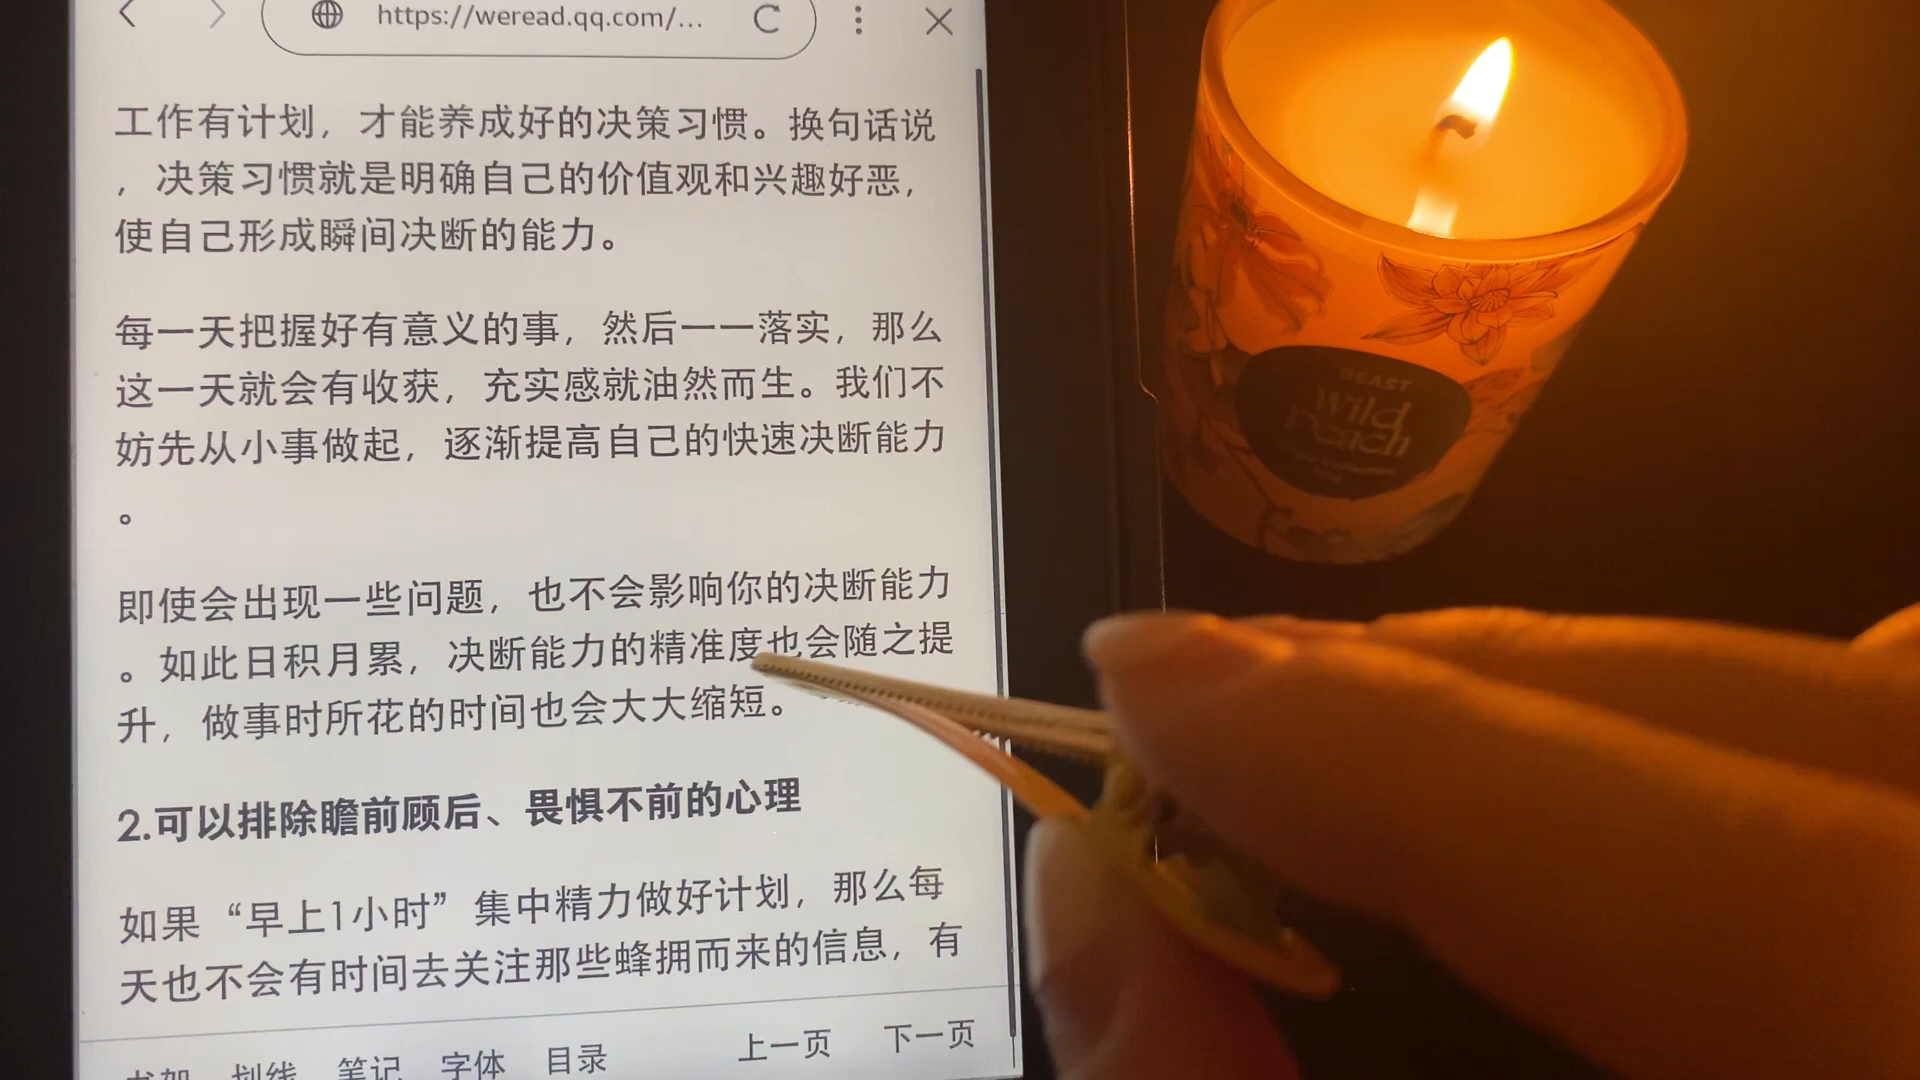 https://weread.qq.com/...
工作有计划，才能养成好的决策习惯。换句话说
，决策习惯就是明确自己的价值观和兴趣好恶，
使自己形成瞬间决断的能力。
每一天把握好有意义的事，然后一一落实，那么
这一天就会有收获，充实感就油然而生。我们不
妨先从小事做起，逐渐提高自己的快速决断能力
。
即使会出现一些问题，也不会影响你的决断能力
。如此日积月累，决断能力的精准度也会随之提
升，做事时所花的时间也会大大缩短。
2.可以排除瞻前顾后、畏惧不前的心理
如果“早上1小时”集中精力做好计划，那么每
天也不会有时间去关注那些蜂拥而来的信息，有
书架 划线 笔记 字体 目录 上一页 下一页
BEAST
wild
peach